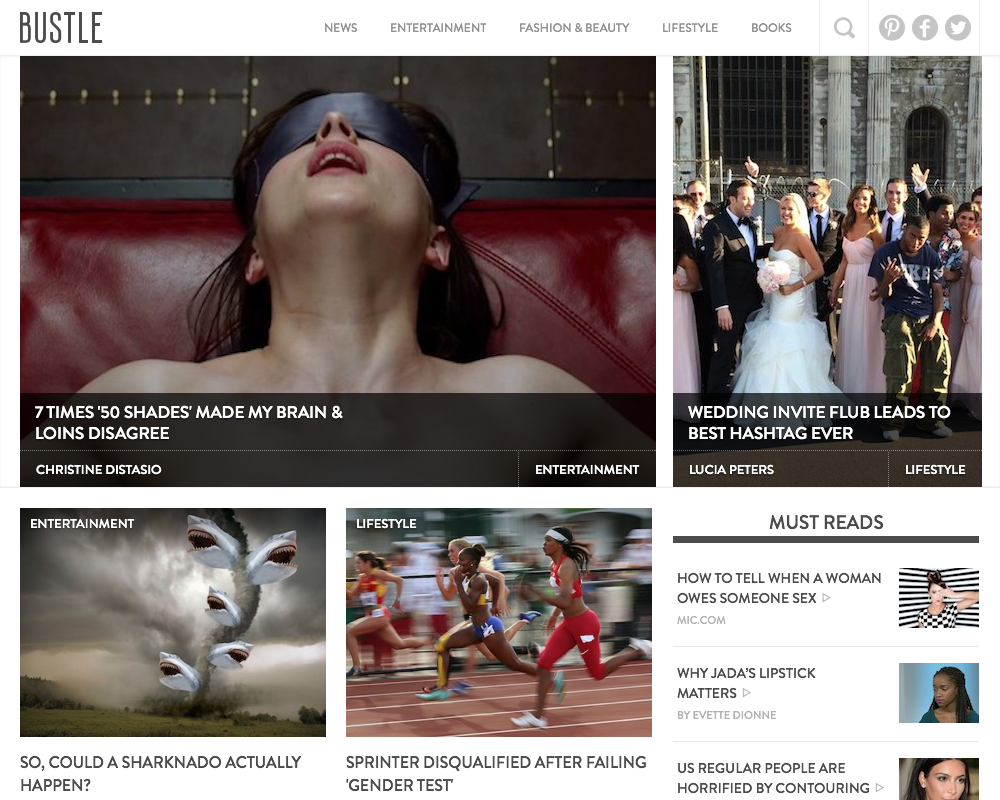 BUSTLE
NEWS
ENTERTAINMENT
FASHION & BEAUTY
LIFESTYLE
BOOKS
7 TIMES '50 SHADES' MADE MY BRAIN &
LOINS DISAGREE
CHRISTINE DISTASIO
ENTERTAINMENT
WEDDING INVITE FLUB LEADS TO
BEST HASHTAG EVER
LUCIA PETERS
LIFESTYLE
ENTERTAINMENT
SO, COULD A SHARKNADO ACTUALLY
HAPPEN?
LIFESTYLE
SPRINTER DISQUALIFIED AFTER FAILING
'GENDER TEST'
MUST READS
HOW TO TELL WHEN A WOMAN
OWES SOMEONE SEX
MIC.COM
WHY JADA'S LIPSTICK
MATTERS
BY EVETTE DIONNE
US REGULAR PEOPLE ARE
HORRIFIED BY CONTOURING